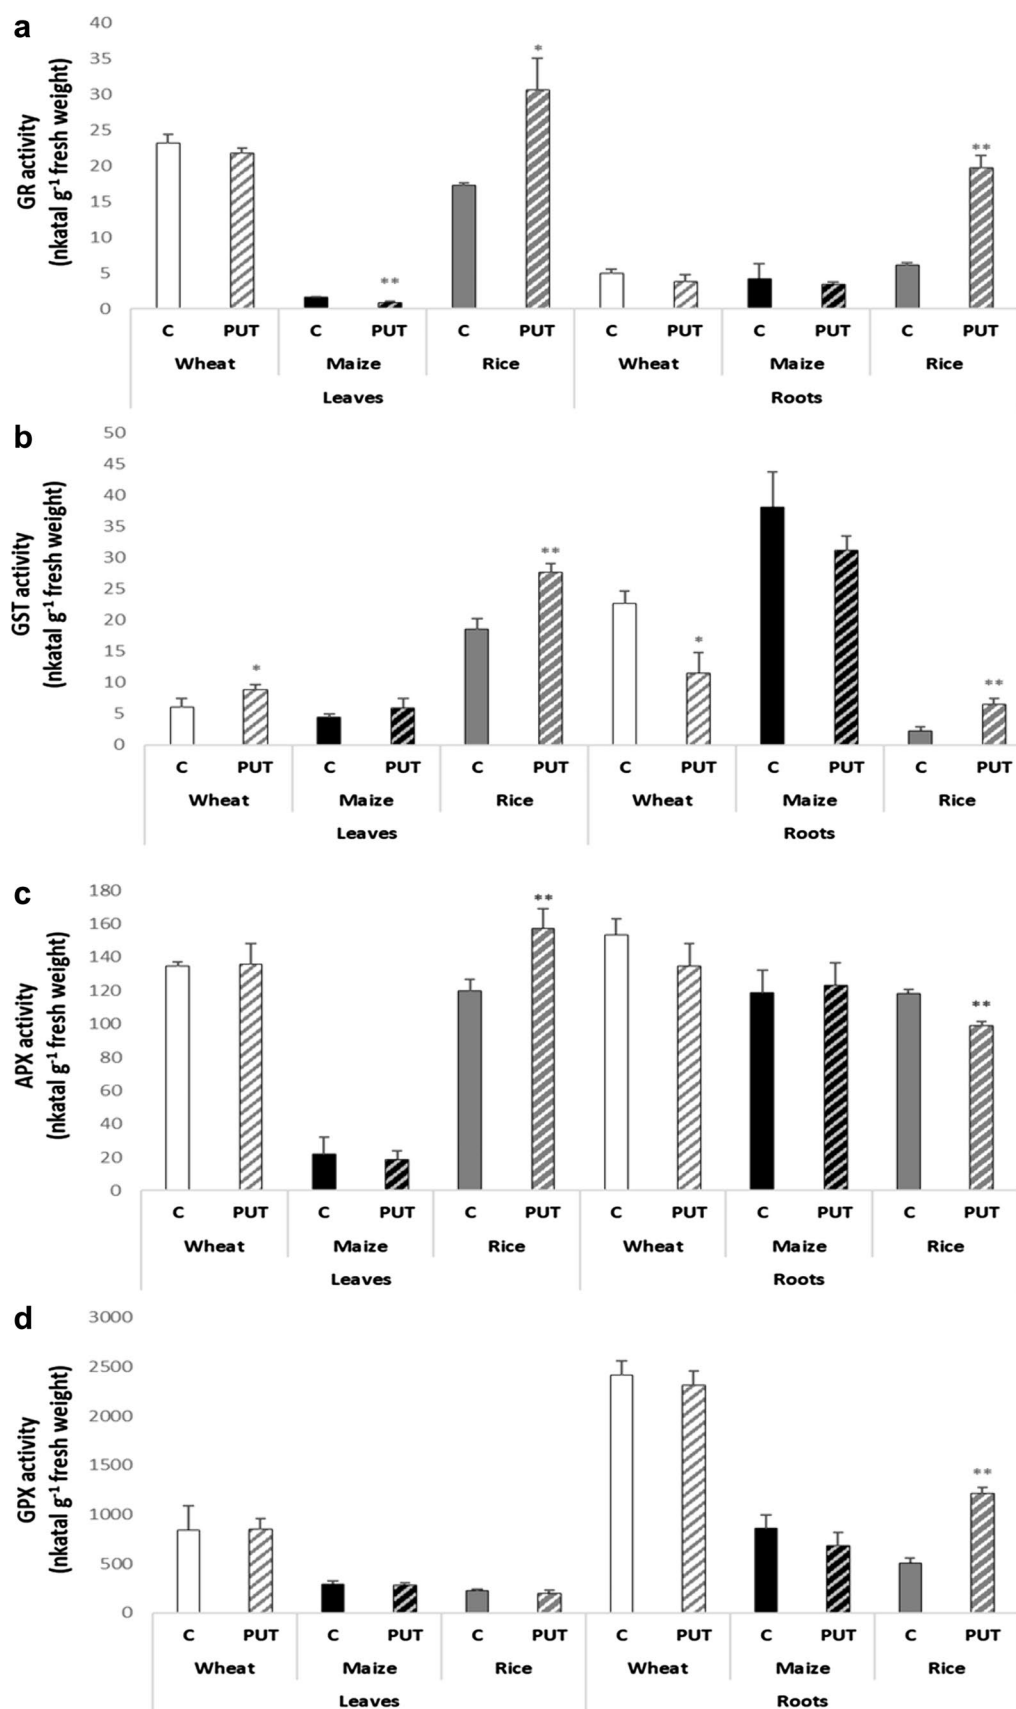 a
GR activity
(nkatal g⁻¹ fresh weight)
40
35
30
25
20
15
10
5
0
*
**
**
C PUT C PUT C PUT C PUT C PUT C PUT
Wheat Maize Rice Wheat Maize Rice
Leaves Roots
b
GST activity
(nkatal g⁻¹ fresh weight)
50
45
40
35
30
25
20
15
10
5
0
*
**
*
**
C PUT C PUT C PUT C PUT C PUT C PUT
Wheat Maize Rice Wheat Maize Rice
Leaves Roots
c
APX activity
(nkatal g⁻¹ fresh weight)
180
160
140
120
100
80
60
40
20
0
**
**
C PUT C PUT C PUT C PUT C PUT C PUT
Wheat Maize Rice Wheat Maize Rice
Leaves Roots
d
GPX activity
(nkatal g⁻¹ fresh weight)
3000
2500
2000
1500
1000
500
0
**
C PUT C PUT C PUT C PUT C PUT C PUT
Wheat Maize Rice Wheat Maize Rice
Leaves Roots